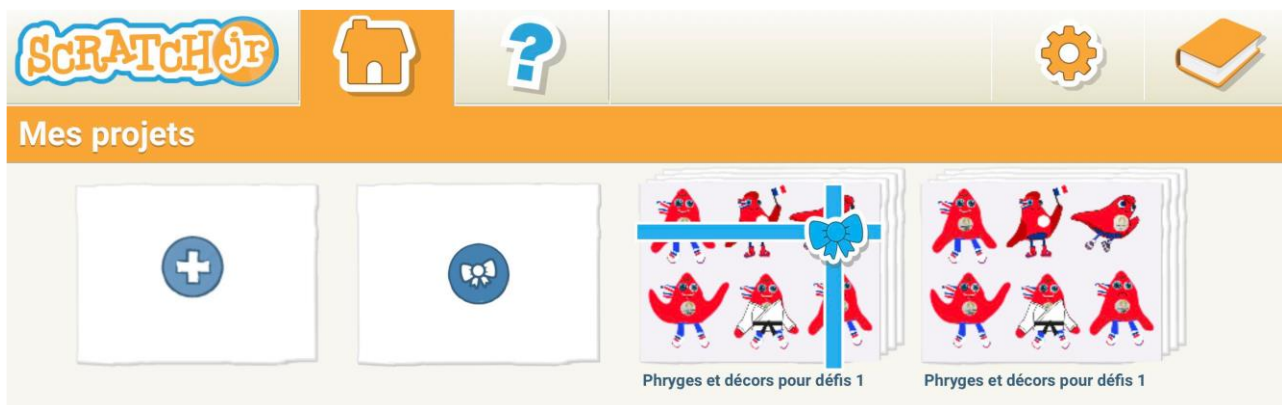 SCRATCH Jr
?
Mes projets
Phryges et décors pour défis 1
Phryges et décors pour défis 1